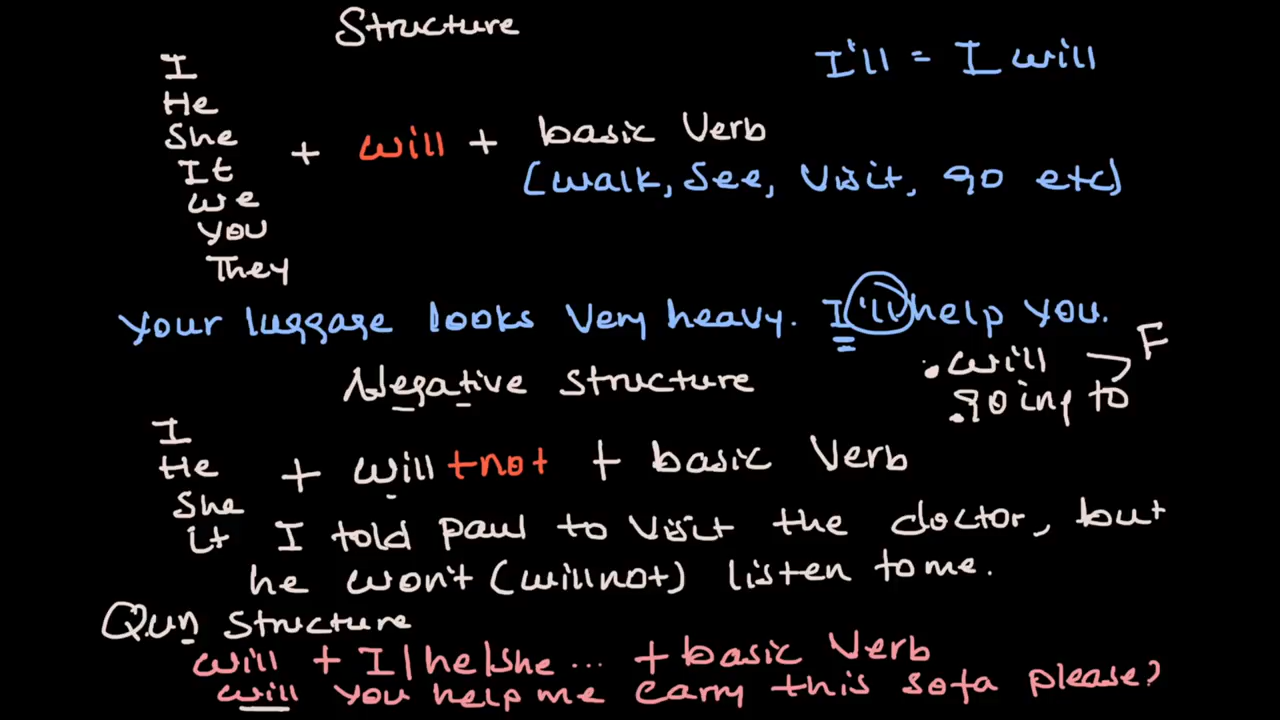 Structure
I'll = I will
I
He
She + will + basic Verb
It (walk, See, Visit, go etc)
we
You
They
Your luggage looks Very heavy. I'll help you.
.will > F
.going to
Negative structure
I
He + will +not + basic Verb
She
it I told paul to Visit the doctor, but
he won't (willnot) listen to me.
Qun Structure
will + I | he | she ... + basic Verb
will you help me carry this sofa please?